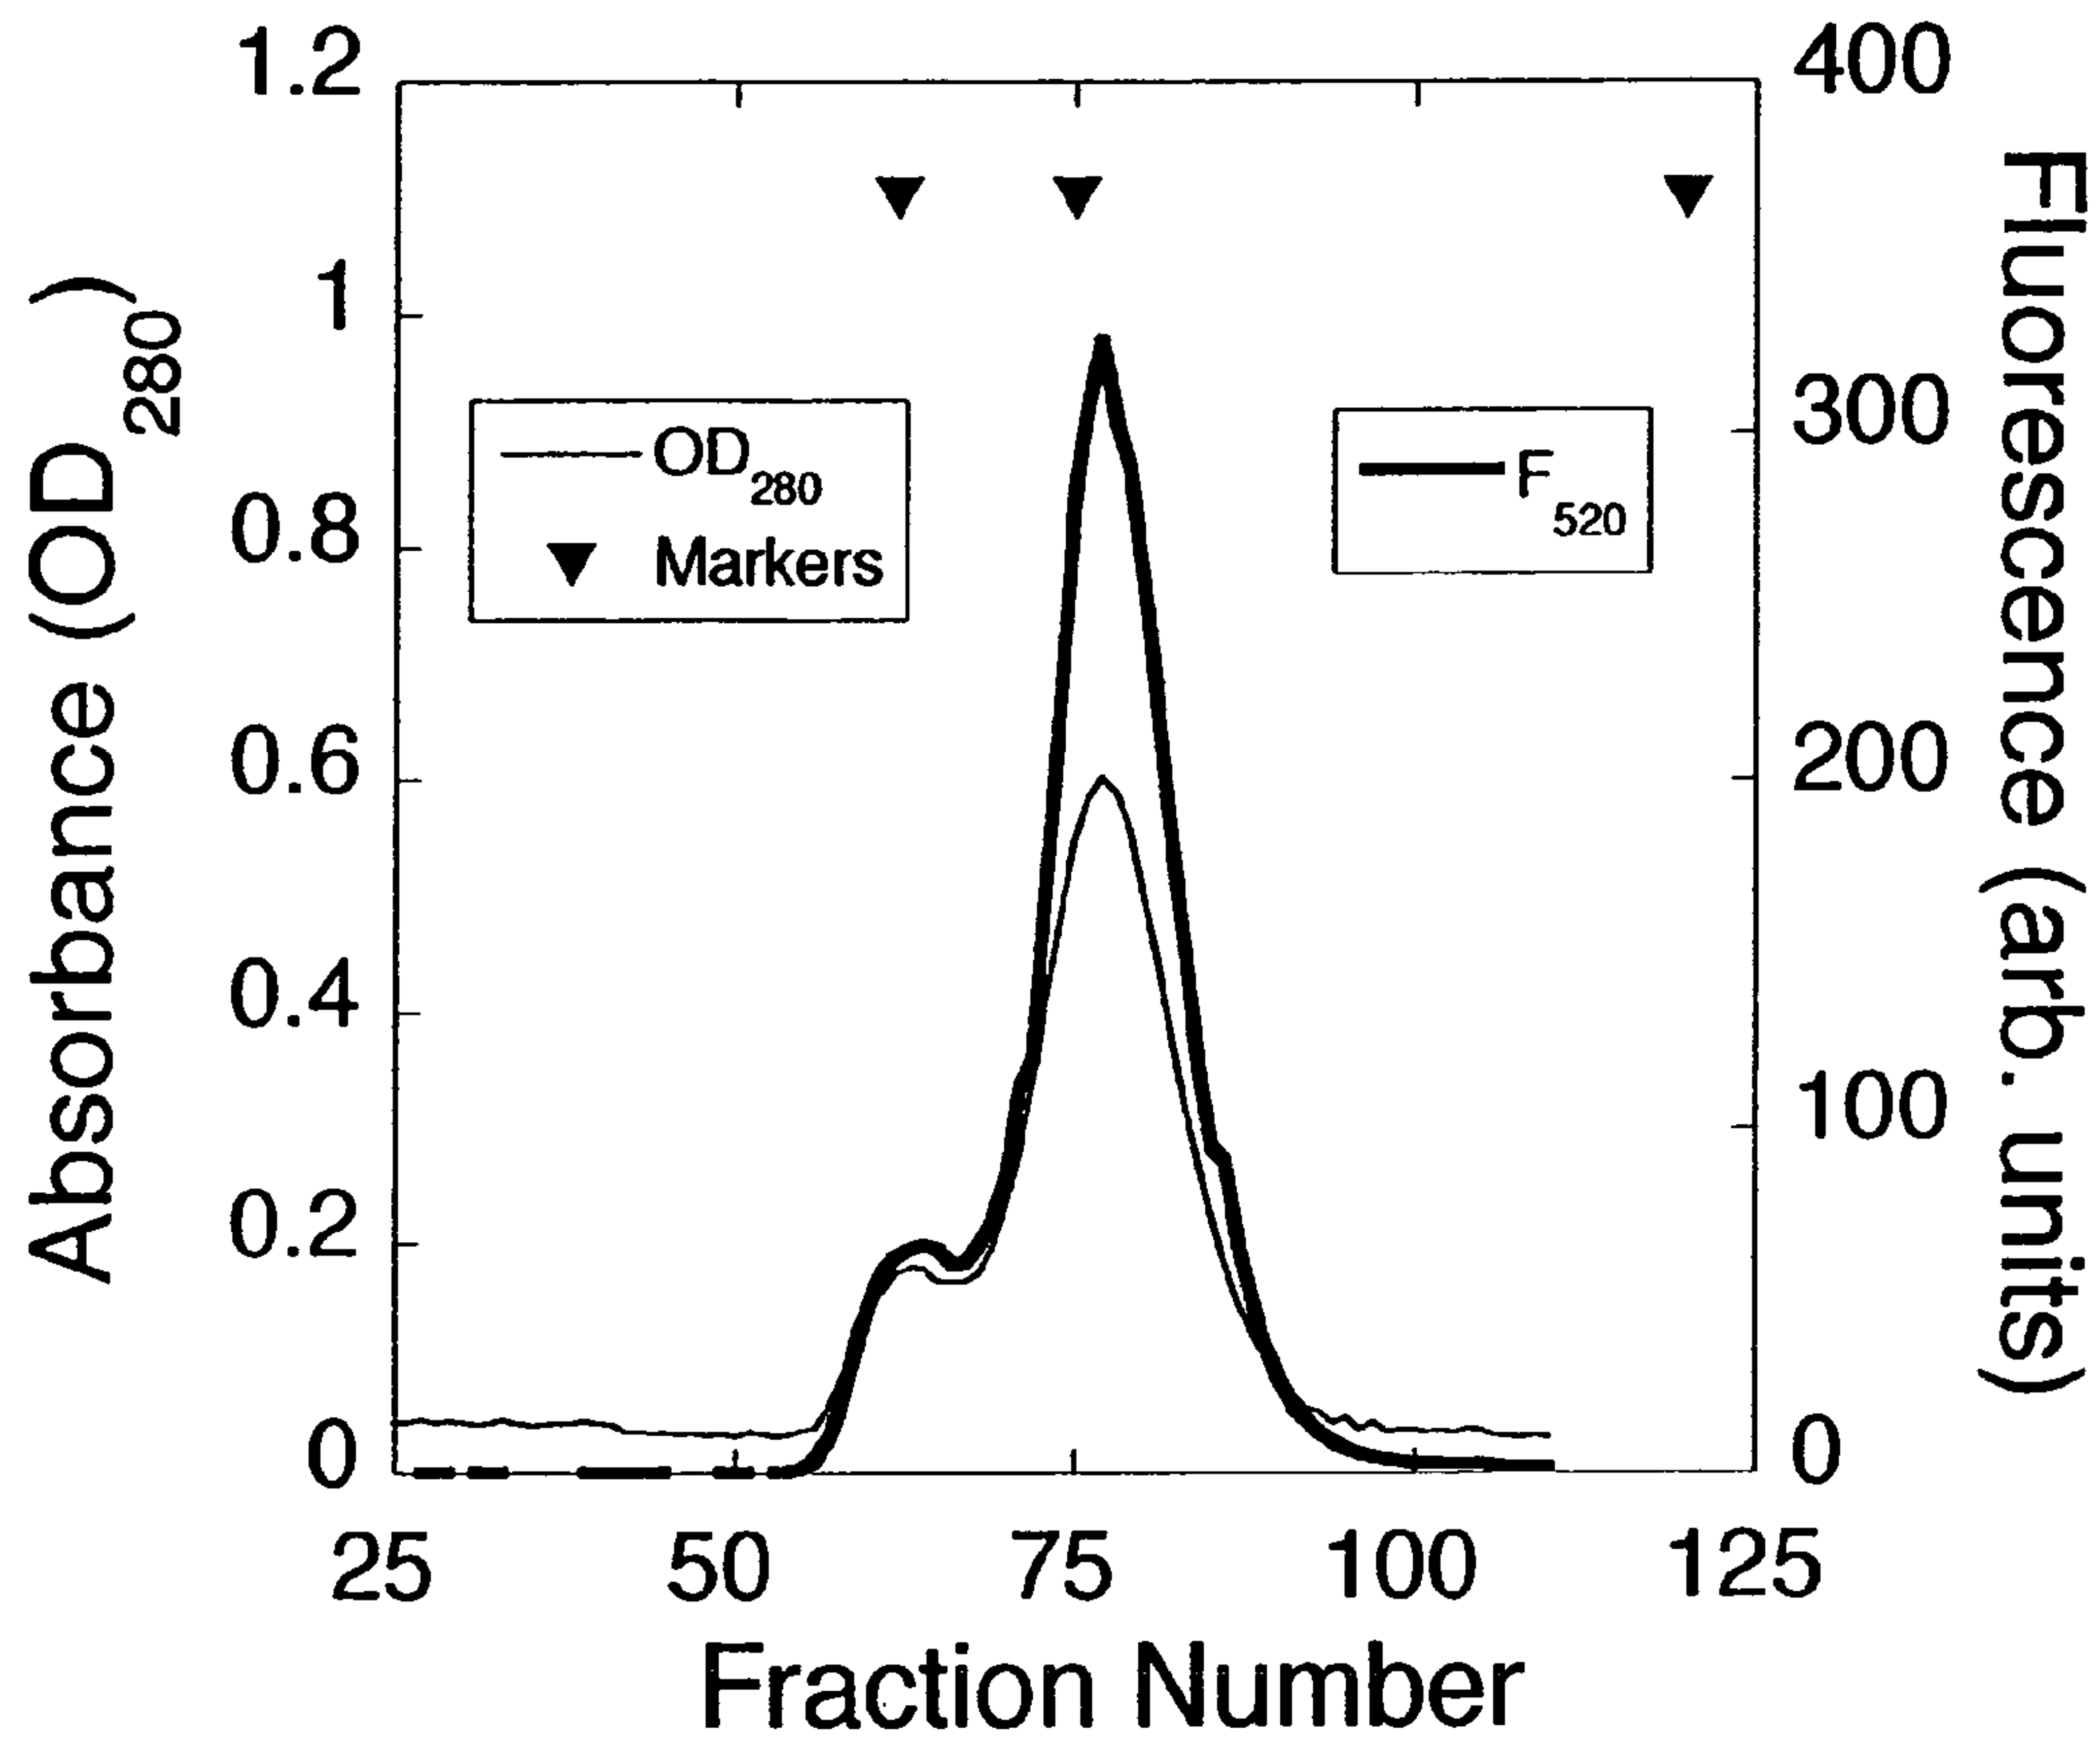 1.2
1
0.8
0.6
0.4
0.2
0
Absorbance (OD280)
OD280
Markers
F520
400
300
200
100
0
Fluorescence (arb. units)
25 50 75 100 125
Fraction Number